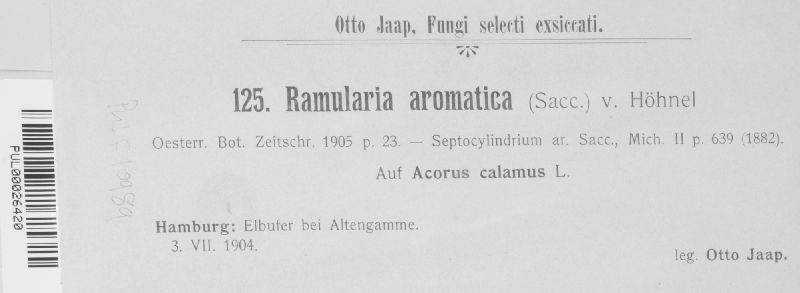 Otto Jaap, Fungi selecti exsiccati.
125. Ramularia aromatica (Sacc.) v. Höhnel
Oesterr. Bot. Zeitschr. 1905 p. 23. — Septocylindrium ar. Sacc., Mich. II p. 639 (1882).
Auf Acorus calamus L.
Hamburg: Elbufer bei Altengamme.
3. VII. 1904.
leg. Otto Jaap.
PUL00026420